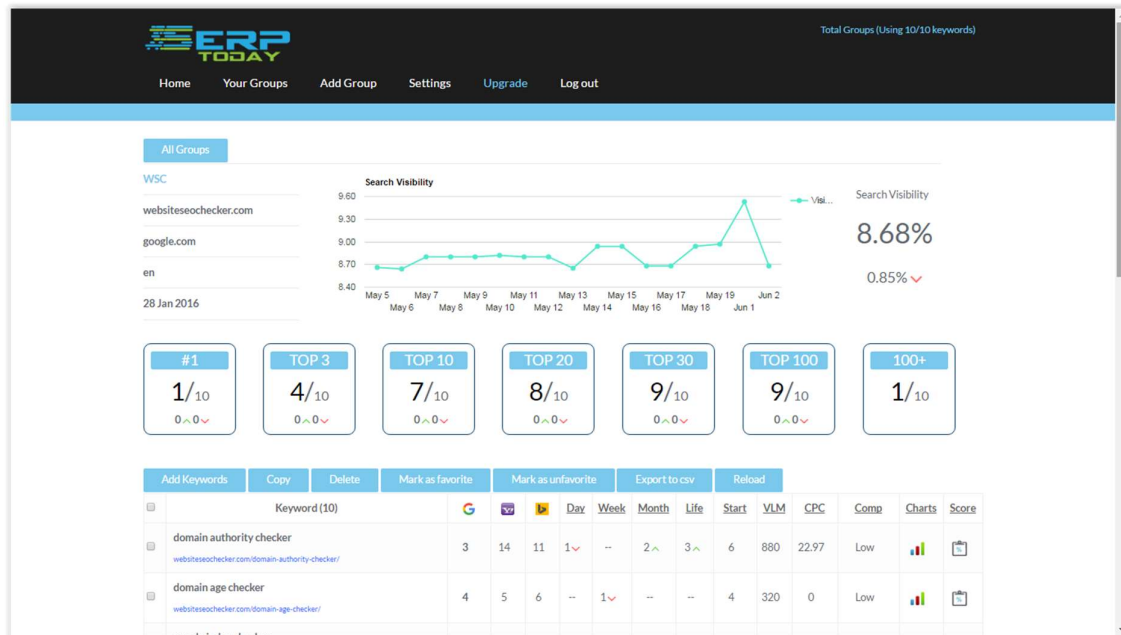 SERP
TODAY
Total Groups (Using 10/10 keywords)
Home Your Groups Add Group Settings Upgrade Log out
All Groups
WSC
websiteseochecker.com
google.com
en
28 Jan 2016
Search Visibility
9.60
9.30
9.00
8.70
8.40
May 5 May 7 May 9 May 11 May 13 May 15 May 17 May 19 Jun 2
May 6 May 8 May 10 May 12 May 14 May 16 May 18 Jun 1
Visi...
Search Visibility
8.68%
0.85%
#1 TOP 3 TOP 10 TOP 20 TOP 30 TOP 100 100+
1/10 4/10 7/10 8/10 9/10 9/10 1/10
0 0 0 0 0 0 0 0 0 0 0 0
Add Keywords Copy Delete Mark as favorite Mark as unfavorite Export to csv Reload
Keyword (10) G Y! b Day Week Month Life Start VLM CPC Comp Charts Score
domain authority checker 3 14 11 1 -- 2 3 6 880 22.97 Low %
websiteseochecker.com/domain-authority-checker/
domain age checker 4 5 6 -- 1 -- -- 4 320 0 Low %
websiteseochecker.com/domain-age-checker/